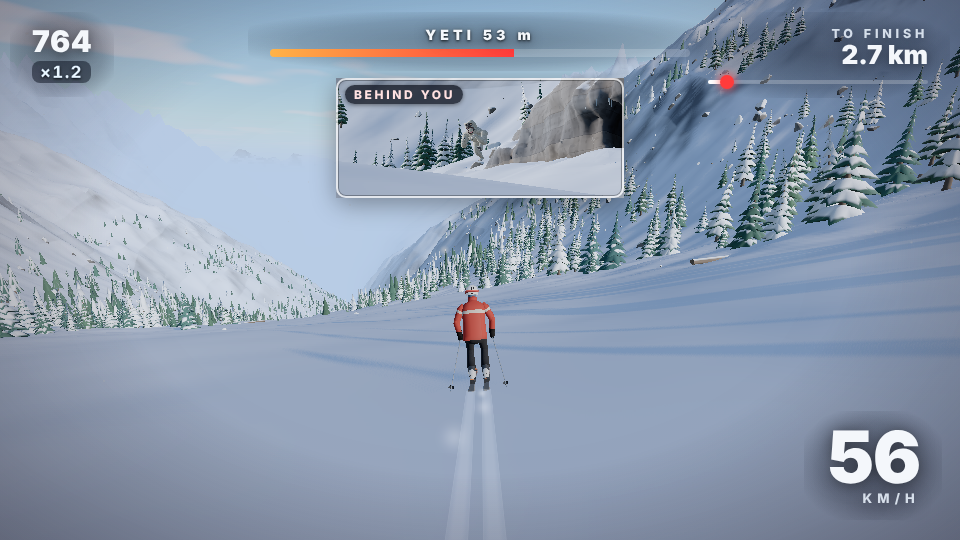 764
×1.2
YETI 53 m
BEHIND YOU
TO FINISH
2.7 km
56
KM/H